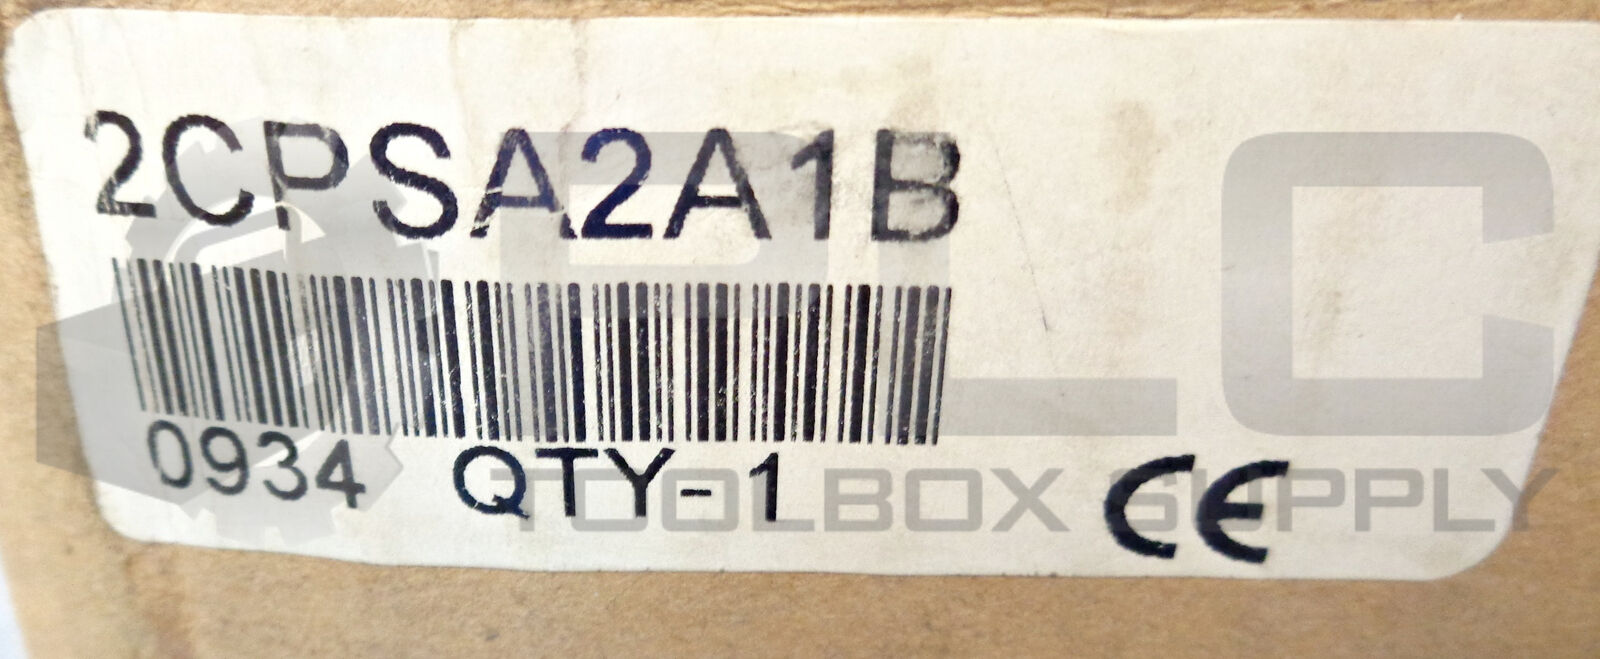 2CPSA2A1B
PLC
0934 QTY-1
TOOLBOX SUPPLY
CE